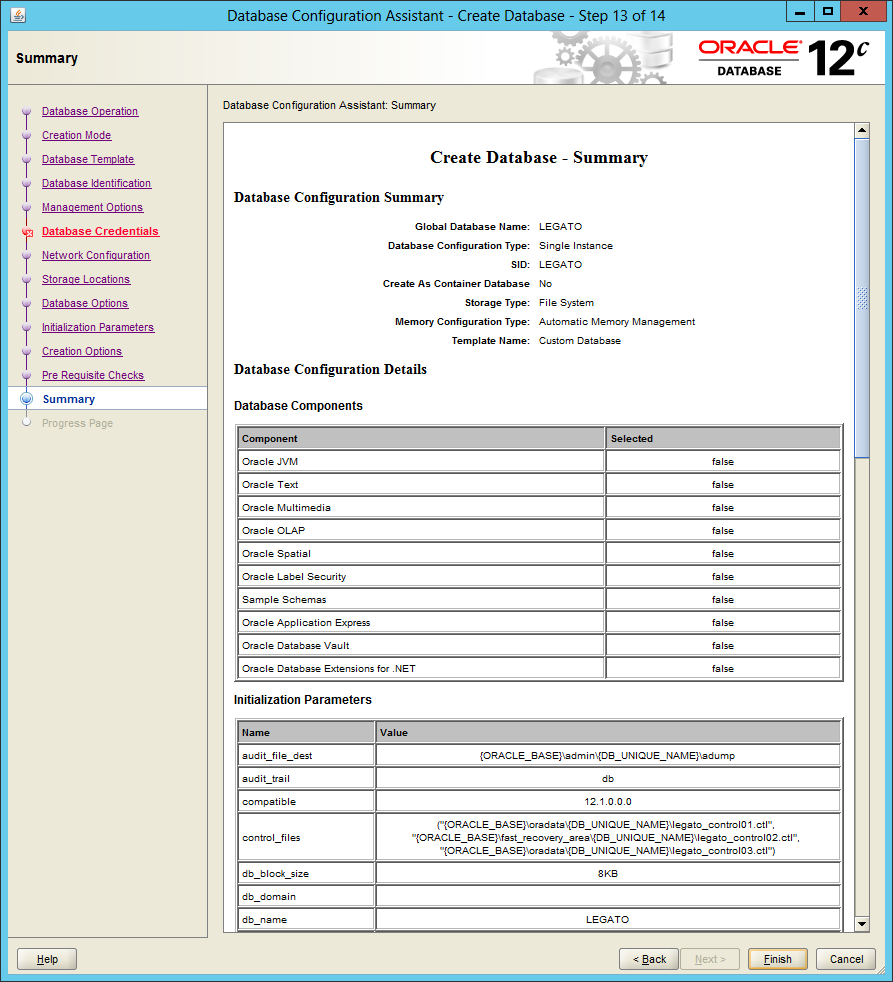 Database Configuration Assistant - Create Database - Step 13 of 14
Summary
ORACLE
DATABASE
12c
Database Operation
Creation Mode
Database Template
Database Identification
Management Options
Database Credentials
Network Configuration
Storage Locations
Database Options
Initialization Parameters
Creation Options
Pre Requisite Checks
Summary
Progress Page
Database Configuration Assistant: Summary
Create Database - Summary
Database Configuration Summary
Global Database Name: LEGATO
Database Configuration Type: Single Instance
SID: LEGATO
Create As Container Database No
Storage Type: File System
Memory Configuration Type: Automatic Memory Management
Template Name: Custom Database
Database Configuration Details
Database Components
Component Selected
Oracle JVM false
Oracle Text false
Oracle Multimedia false
Oracle OLAP false
Oracle Spatial false
Oracle Label Security false
Sample Schemas false
Oracle Application Express false
Oracle Database Vault false
Oracle Database Extensions for .NET false
Initialization Parameters
Name Value
audit_file_dest {ORACLE_BASE}\admin\{DB_UNIQUE_NAME}\adump
audit_trail db
compatible 12.1.0.0.0
control_files ("{ORACLE_BASE}\oradata\{DB_UNIQUE_NAME}\legato_control01.ctl",
"{ORACLE_BASE}\fast_recovery_area\{DB_UNIQUE_NAME}\legato_control02.ctl",
"{ORACLE_BASE}\oradata\{DB_UNIQUE_NAME}\legato_control03.ctl")
db_block_size 8KB
db_domain
db_name LEGATO
Help < Back Next > Finish Cancel